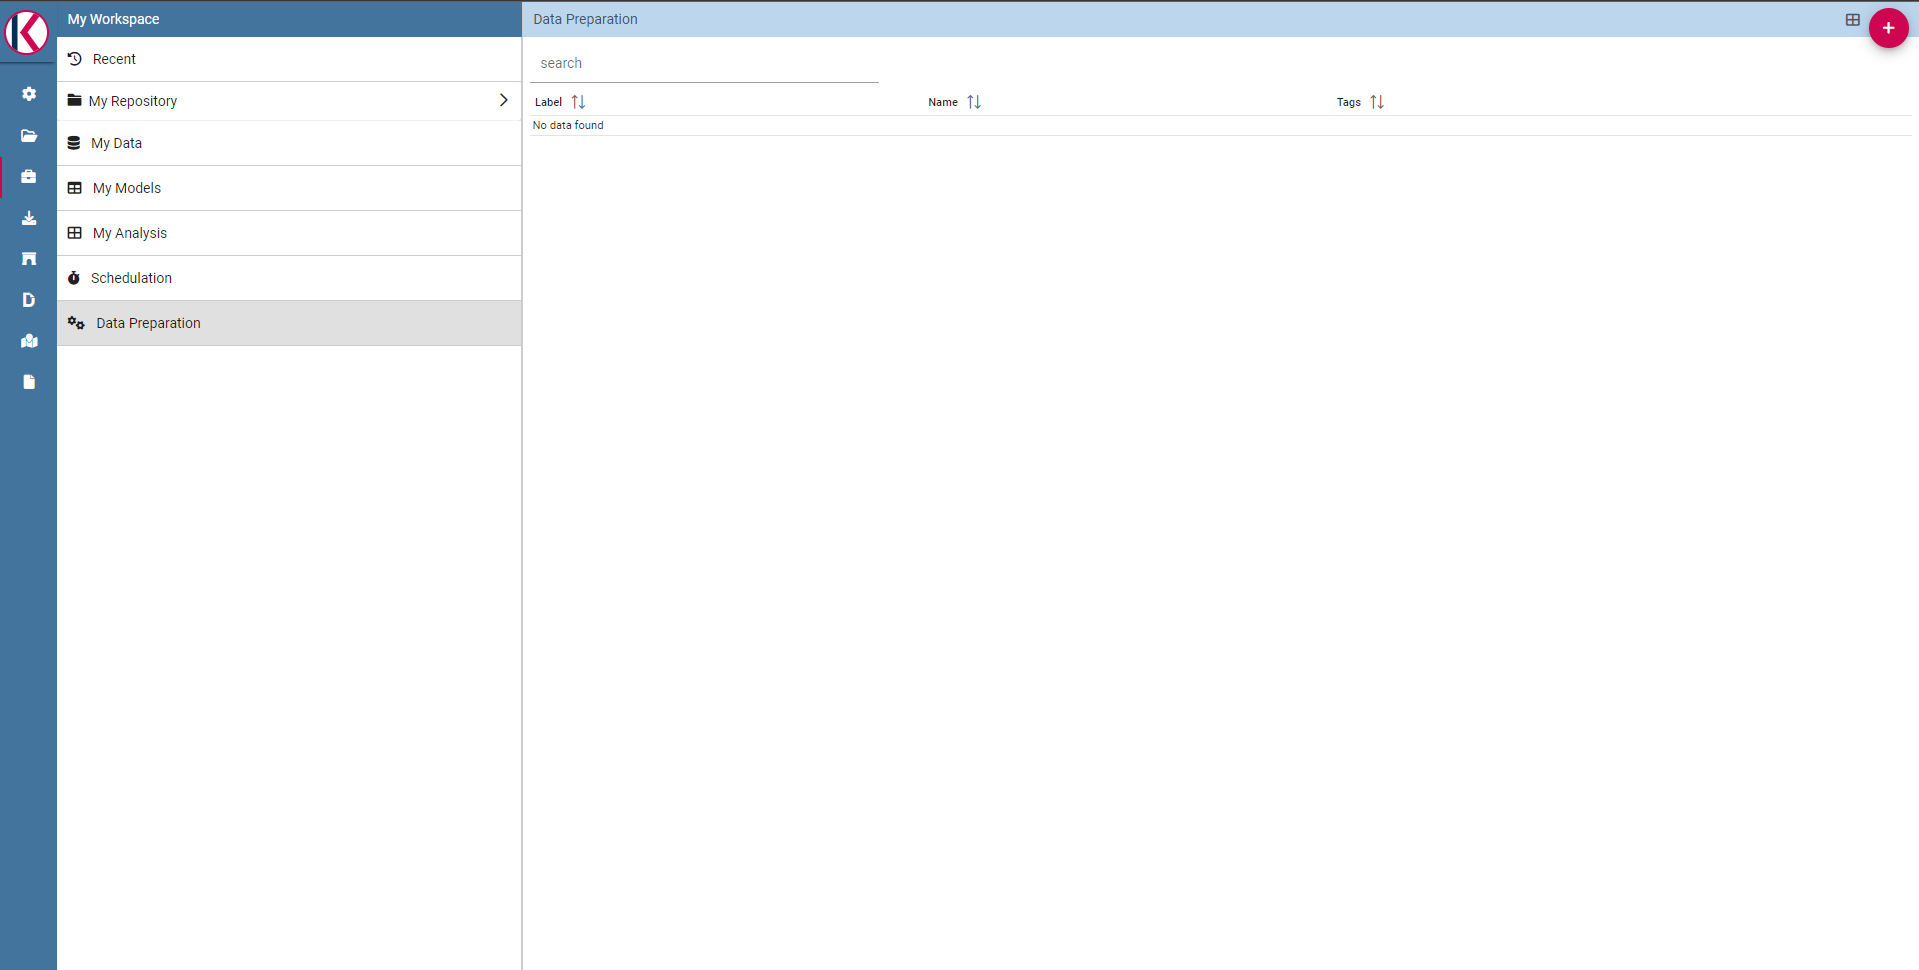 My Workspace
Recent
My Repository
My Data
My Models
My Analysis
Schedulation
Data Preparation
Data Preparation
search
Label Name Tags
No data found